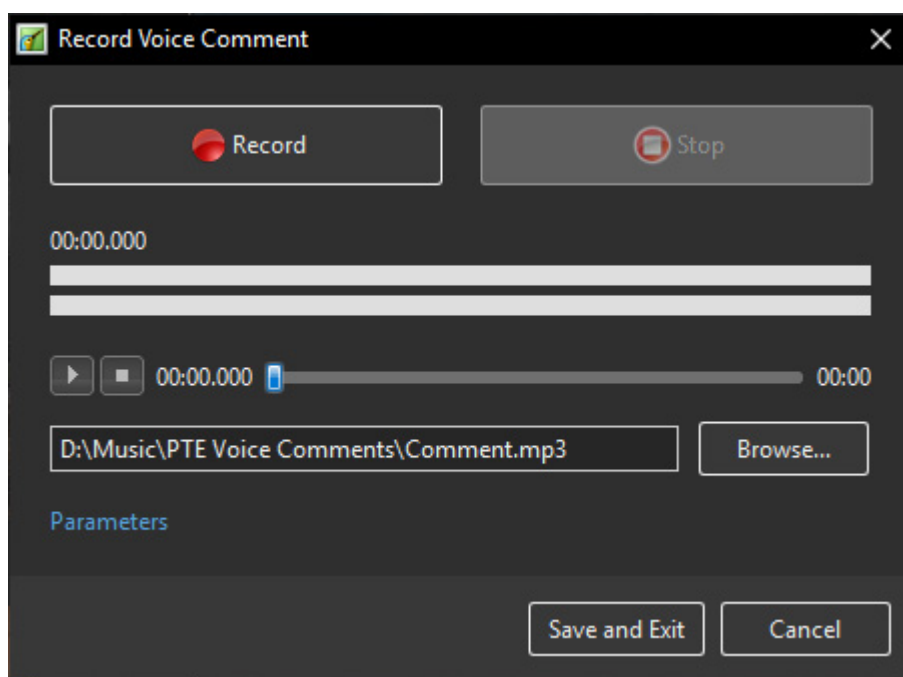 Record Voice Comment
Record
Stop
00:00.000
00:00.000 00:00
D:\Music\PTE Voice Comments\Comment.mp3
Browse...
Parameters
Save and Exit
Cancel